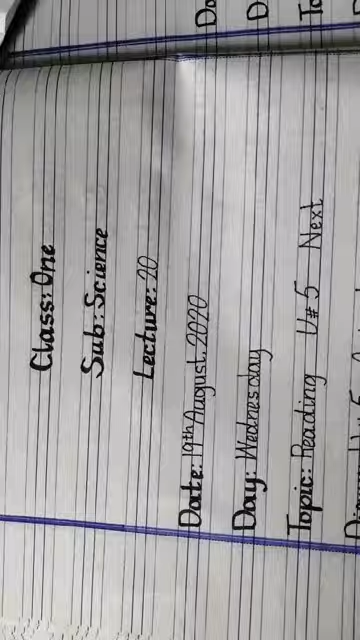 Class: One
Sub: Science
Lecture: 20
Date: 19th August, 2020
Day: Wednesday
Topic: Reading U#5 Next